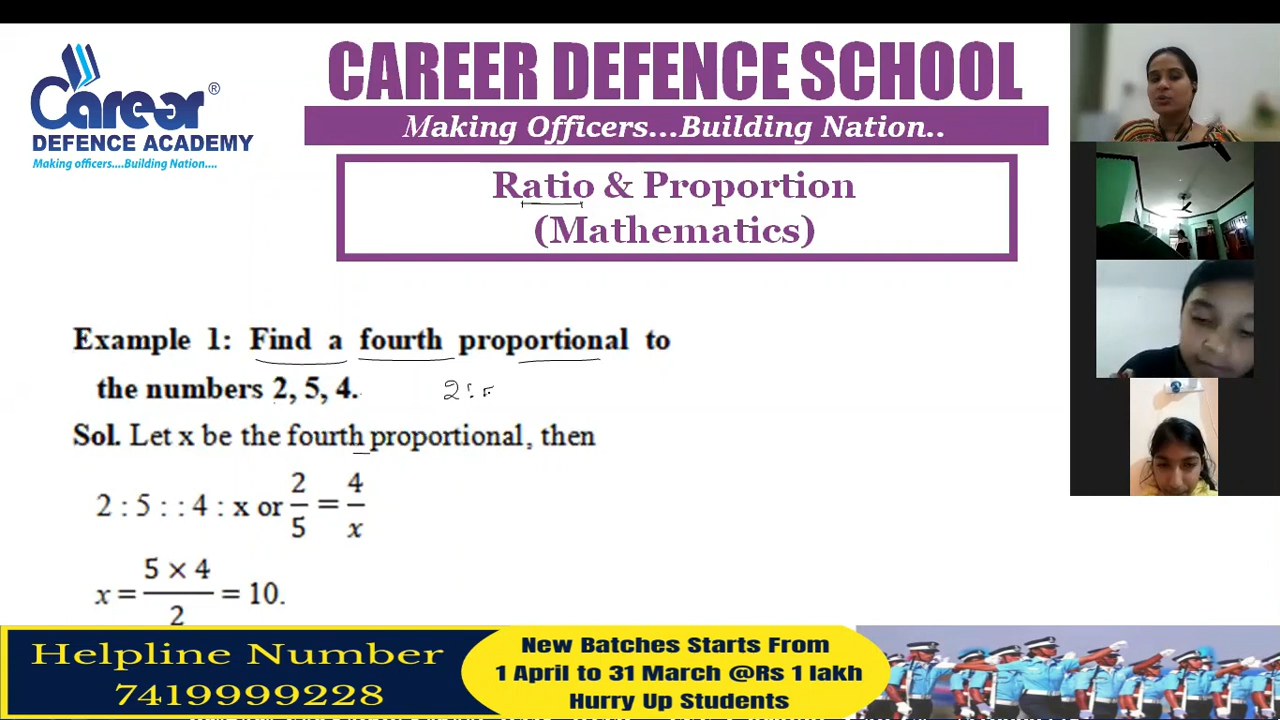 Career®
DEFENCE ACADEMY
Making officers....Building Nation....
CAREER DEFENCE SCHOOL
Making Officers...Building Nation..
Ratio & Proportion
(Mathematics)
Example 1: Find a fourth proportional to
the numbers 2, 5, 4. 2:
Sol. Let x be the fourth proportional, then
2 : 5 : : 4 : x or 2/5 = 4/x
x = 5 × 4 / 2 = 10.
Helpline Number
7419999228
New Batches Starts From
1 April to 31 March @Rs 1 lakh
Hurry Up Students